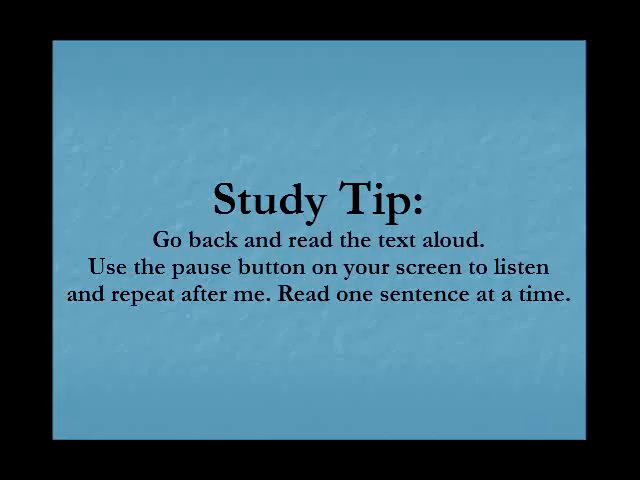 Study Tip:
Go back and read the text aloud.
Use the pause button on your screen to listen
and repeat after me. Read one sentence at a time.